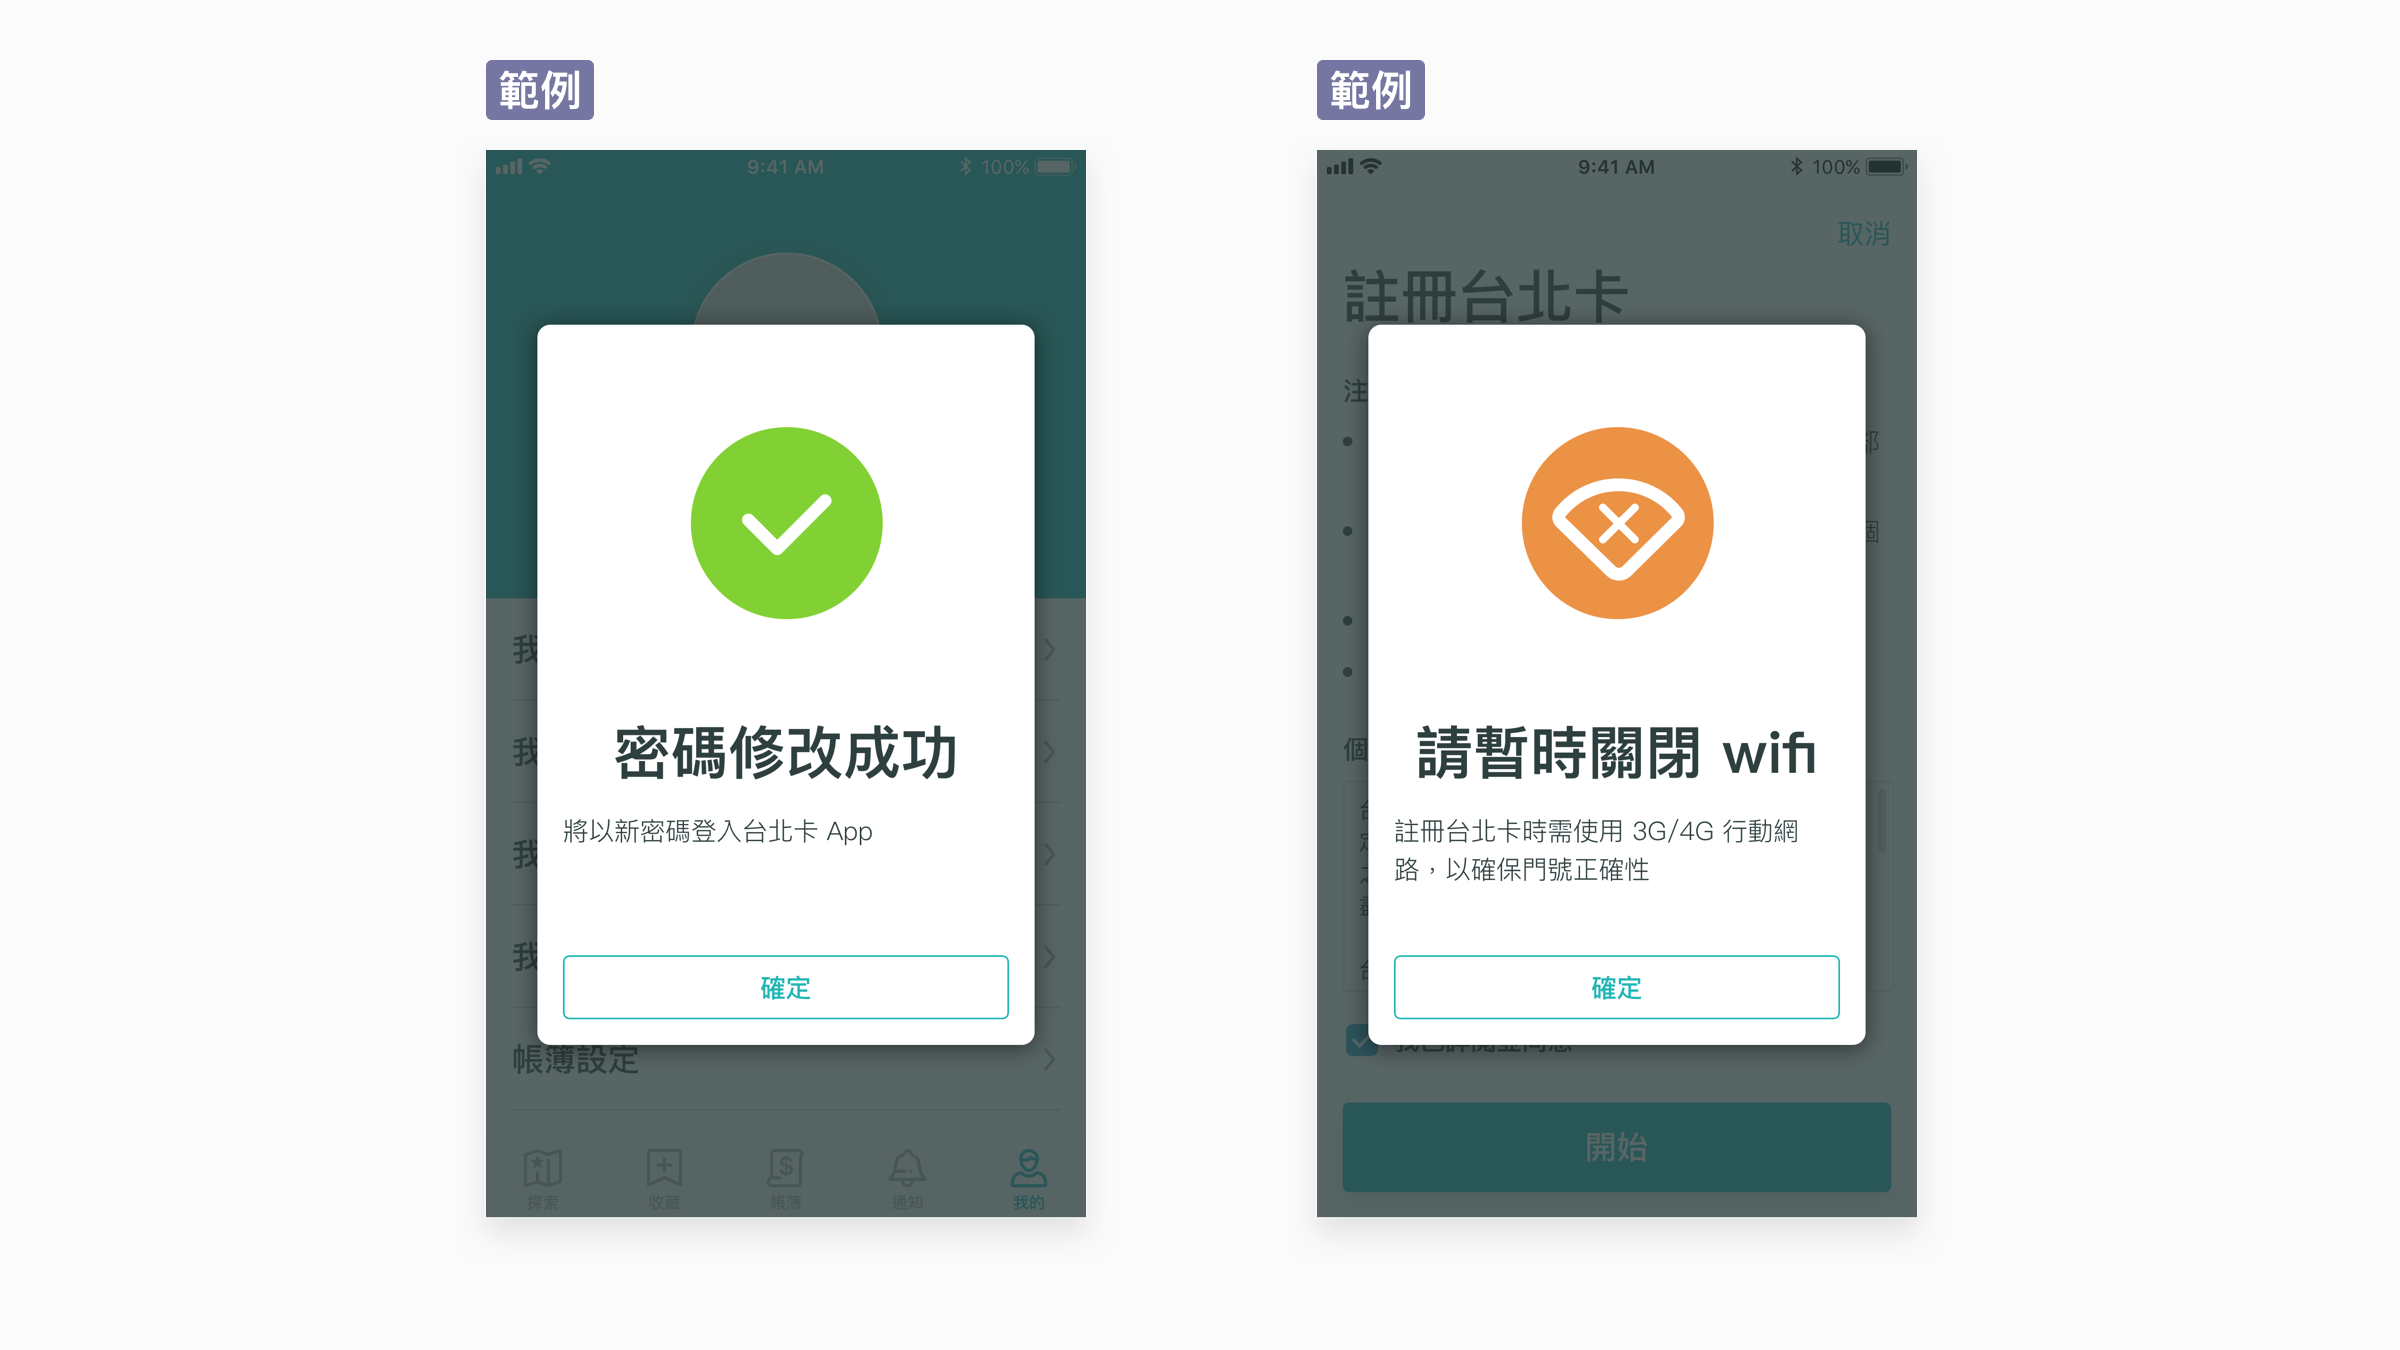 範例
9:41 AM
100%
密碼修改成功
將以新密碼登入台北卡 App
確定
帳簿設定
探索
收藏
帳簿
通知
我的
範例
9:41 AM
100%
取消
註冊台北卡
請暫時關閉 wifi
註冊台北卡時需使用 3G/4G 行動網
路，以確保門號正確性
確定
開始